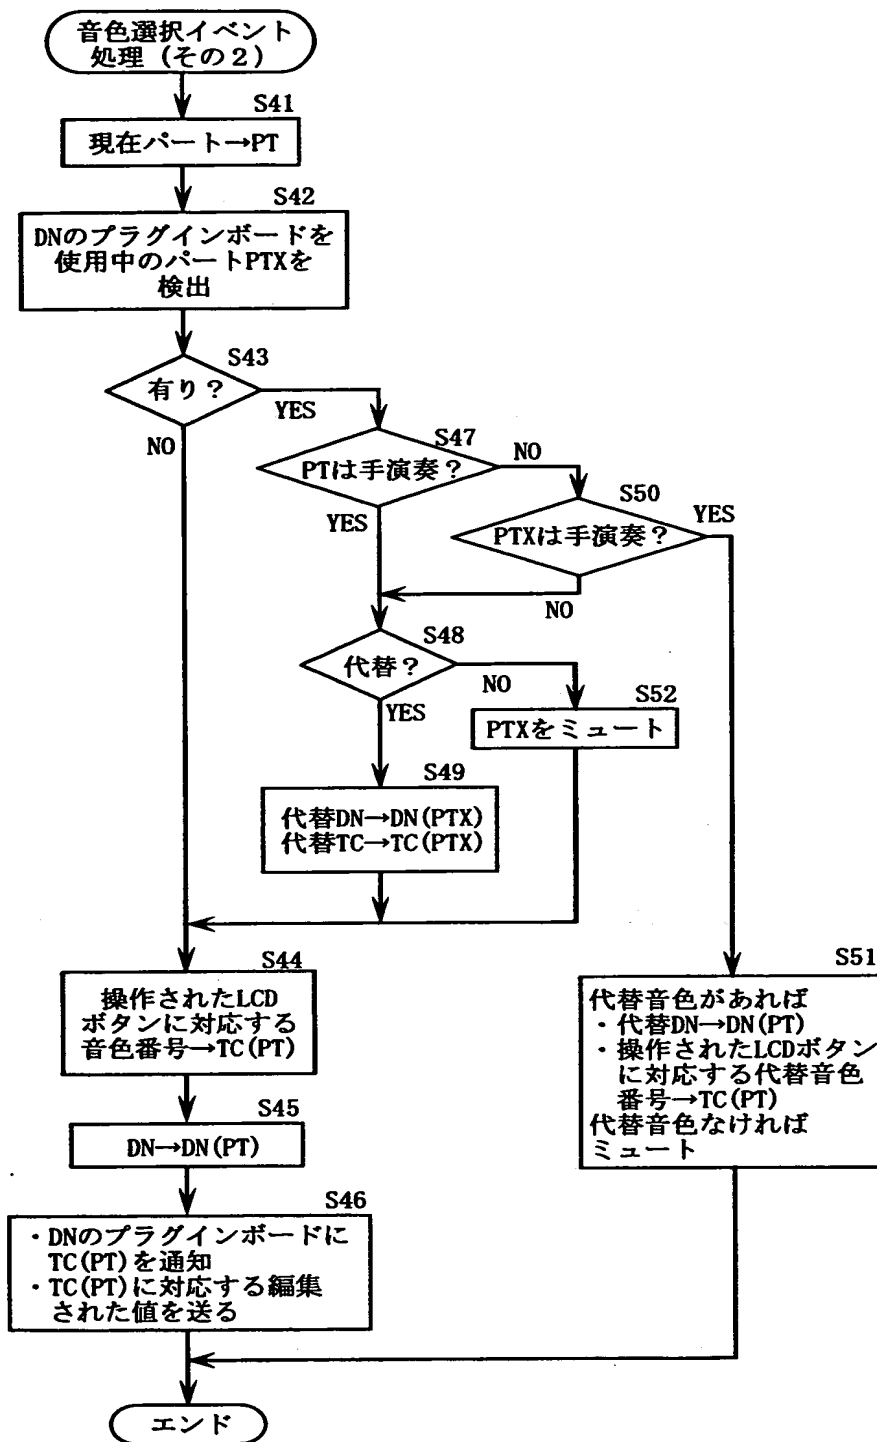 音色選択イベント
処理（その２）
S41
現在パート→PT
S42
DNのプラグインボードを
使用中のパートPTXを
検出
S43
有り？
YES
NO
S47
PTは手演奏？
NO
YES
S50
PTXは手演奏？
YES
NO
S48
代替？
NO
YES
S52
PTXをミュート
S49
代替DN→DN(PTX)
代替TC→TC(PTX)
S44
操作されたLCD
ボタンに対応する
音色番号→TC(PT)
S45
DN→DN(PT)
S46
・DNのプラグインボードに
TC(PT)を通知
・TC(PT)に対応する編集
された値を送る
S51
代替音色があれば
・代替DN→DN(PT)
・操作されたLCDボタン
に対応する代替音色
番号→TC(PT)
代替音色なければ
ミュート
エンド